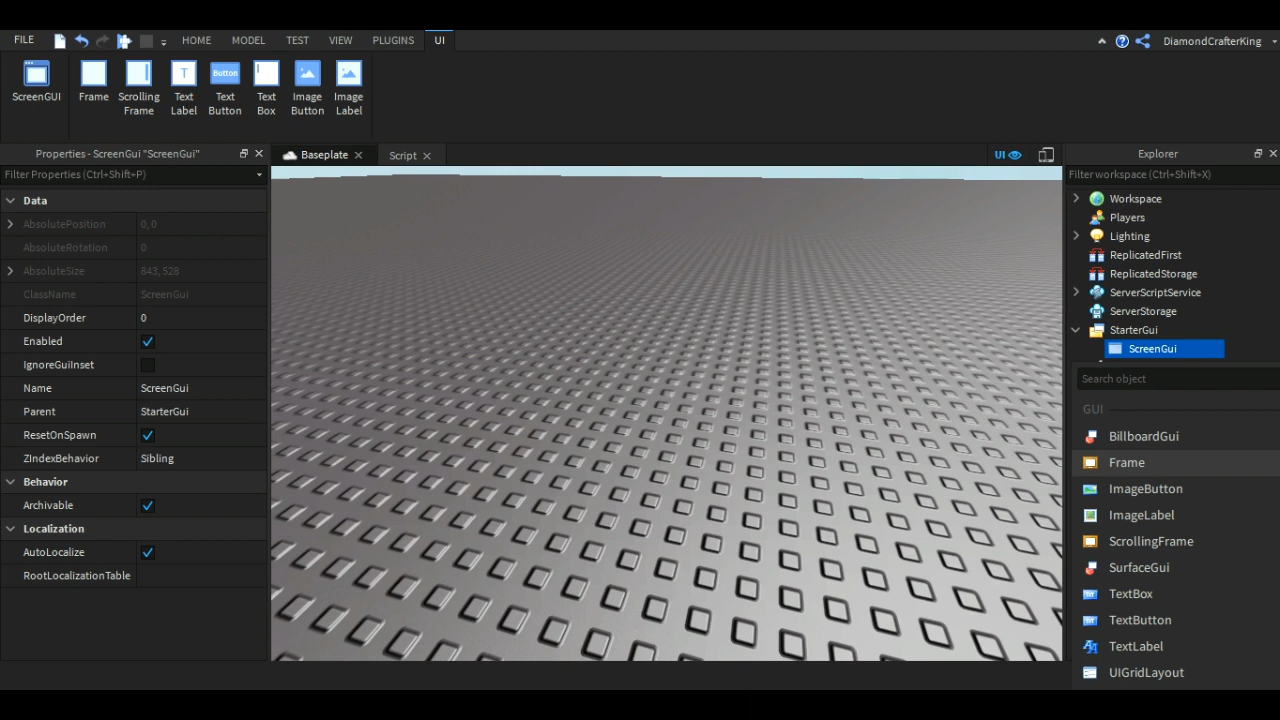 FILE
HOME
MODEL
TEST
VIEW
PLUGINS
UI
DiamondCrafterKing
ScreenGUI
Frame
Scrolling
Frame
Text
Label
Button
Text
Button
Text
Box
Image
Button
Image
Label
Properties - ScreenGui "ScreenGui"
Filter Properties (Ctrl+Shift+P)
Data
AbsolutePosition 0, 0
AbsoluteRotation 0
AbsoluteSize 843, 528
ClassName ScreenGui
DisplayOrder 0
Enabled
IgnoreGuiInset
Name ScreenGui
Parent StarterGui
ResetOnSpawn
ZIndexBehavior Sibling
Behavior
Archivable
Localization
AutoLocalize
RootLocalizationTable
Baseplate
Script
UI
Explorer
Filter workspace (Ctrl+Shift+X)
Workspace
Players
Lighting
ReplicatedFirst
ReplicatedStorage
ServerScriptService
ServerStorage
StarterGui
ScreenGui
Search object
GUI
BillboardGui
Frame
ImageButton
ImageLabel
ScrollingFrame
SurfaceGui
TextBox
TextButton
TextLabel
UIGridLayout